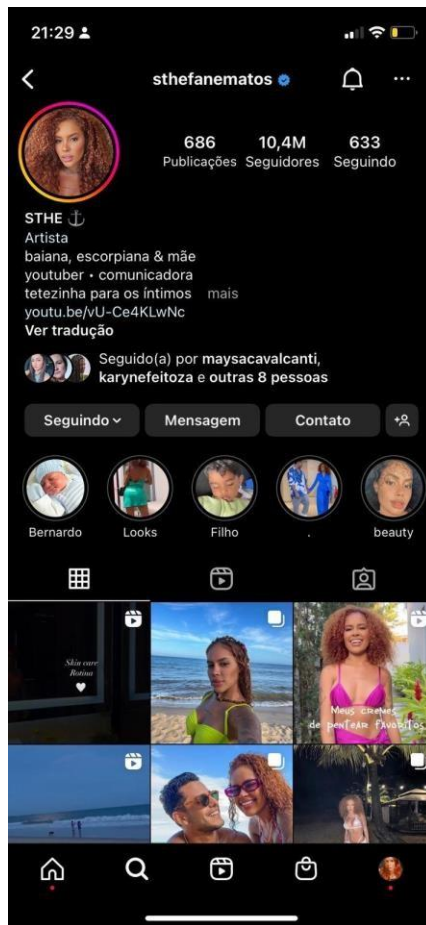 21:29
sthefanematos
686 10,4M 633
Publicações Seguidores Seguindo
STHE
Artista
baiana, escorpiana & mãe
youtuber • comunicadora
tetezinha para os íntimos mais
youtu.be/vU-Ce4KLwNc
Ver tradução
Seguido(a) por maysacavalcanti,
karynefeitoza e outras 8 pessoas
Seguindo Mensagem Contato
Bernardo Looks Filho . beauty
Skin care
Rotina
Meus cremes
de pentear favoritos